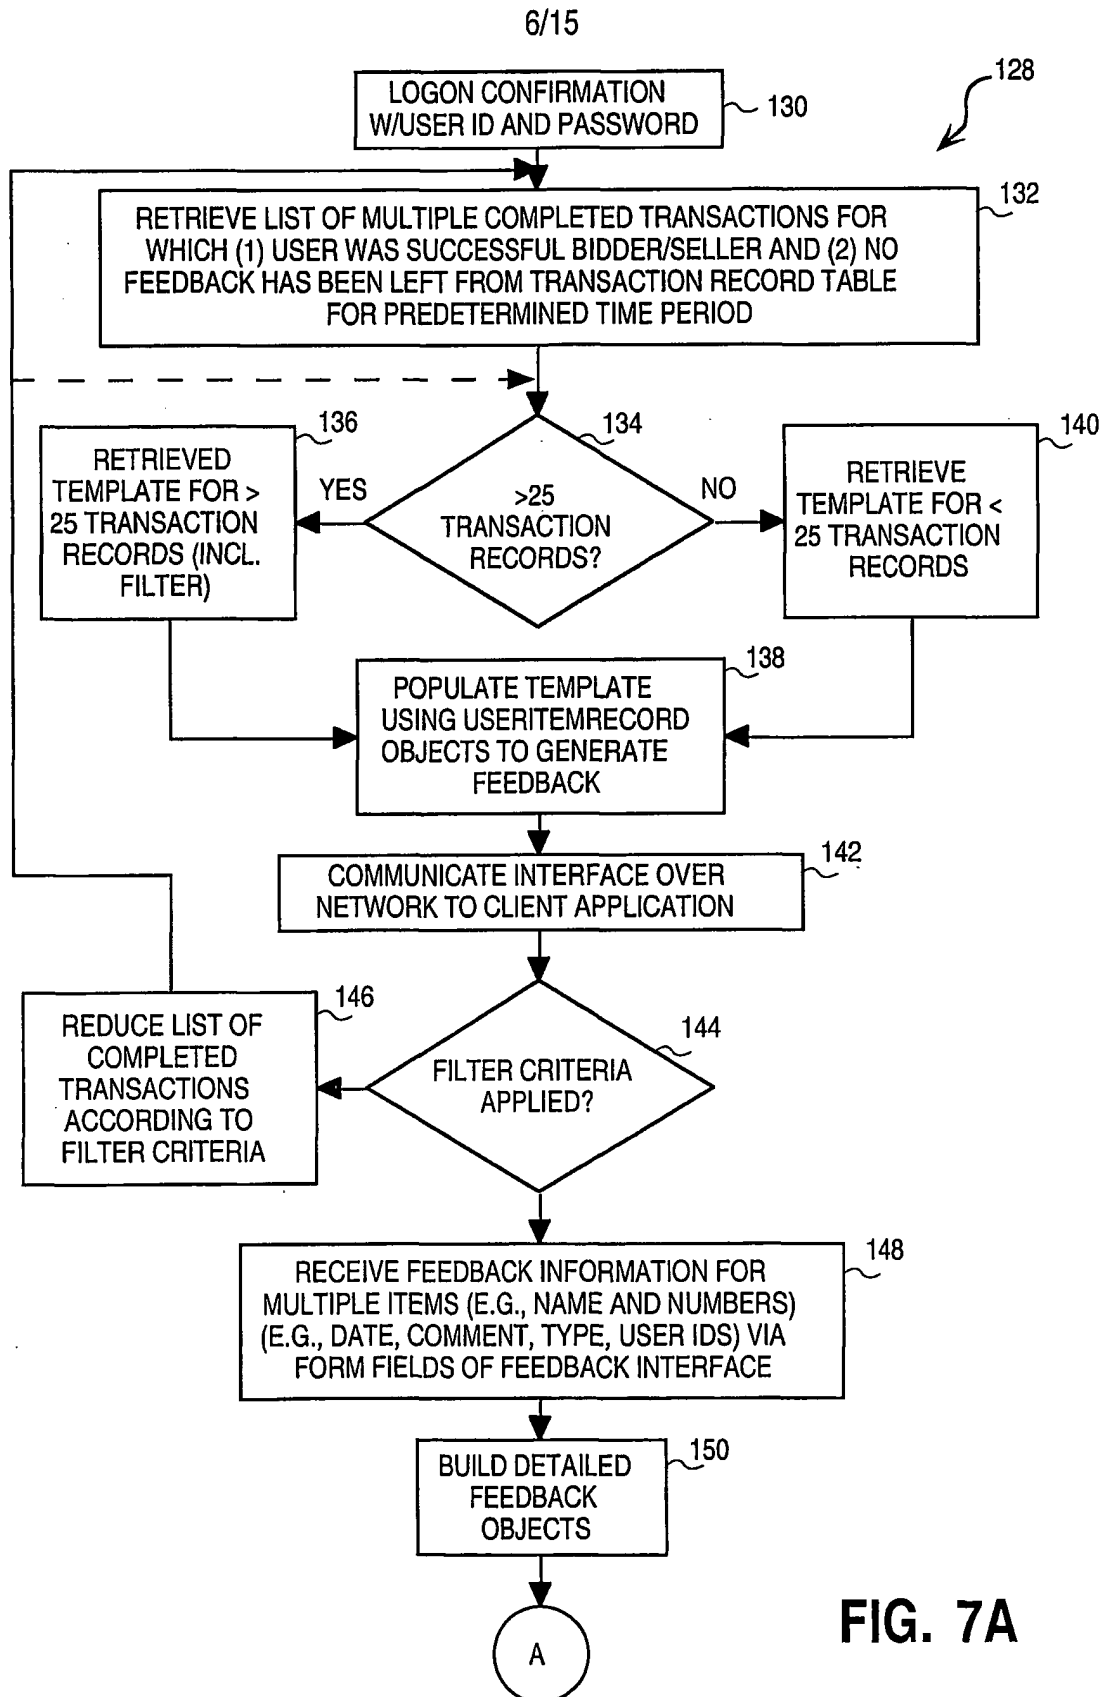 6/15
128
LOGON CONFIRMATION
W/USER ID AND PASSWORD
130
132
RETRIEVE LIST OF MULTIPLE COMPLETED TRANSACTIONS FOR
WHICH (1) USER WAS SUCCESSFUL BIDDER/SELLER AND (2) NO
FEEDBACK HAS BEEN LEFT FROM TRANSACTION RECORD TABLE
FOR PREDETERMINED TIME PERIOD
136
RETRIEVED
TEMPLATE FOR >
25 TRANSACTION
RECORDS (INCL.
FILTER)
YES
134
>25
TRANSACTION
RECORDS?
NO
140
RETRIEVE
TEMPLATE FOR <
25 TRANSACTION
RECORDS
138
POPULATE TEMPLATE
USING USERITEMRECORD
OBJECTS TO GENERATE
FEEDBACK
142
COMMUNICATE INTERFACE OVER
NETWORK TO CLIENT APPLICATION
146
REDUCE LIST OF
COMPLETED
TRANSACTIONS
ACCORDING TO
FILTER CRITERIA
144
FILTER CRITERIA
APPLIED?
148
RECEIVE FEEDBACK INFORMATION FOR
MULTIPLE ITEMS (E.G., NAME AND NUMBERS)
(E.G., DATE, COMMENT, TYPE, USER IDS) VIA
FORM FIELDS OF FEEDBACK INTERFACE
150
BUILD DETAILED
FEEDBACK
OBJECTS
A
FIG. 7A